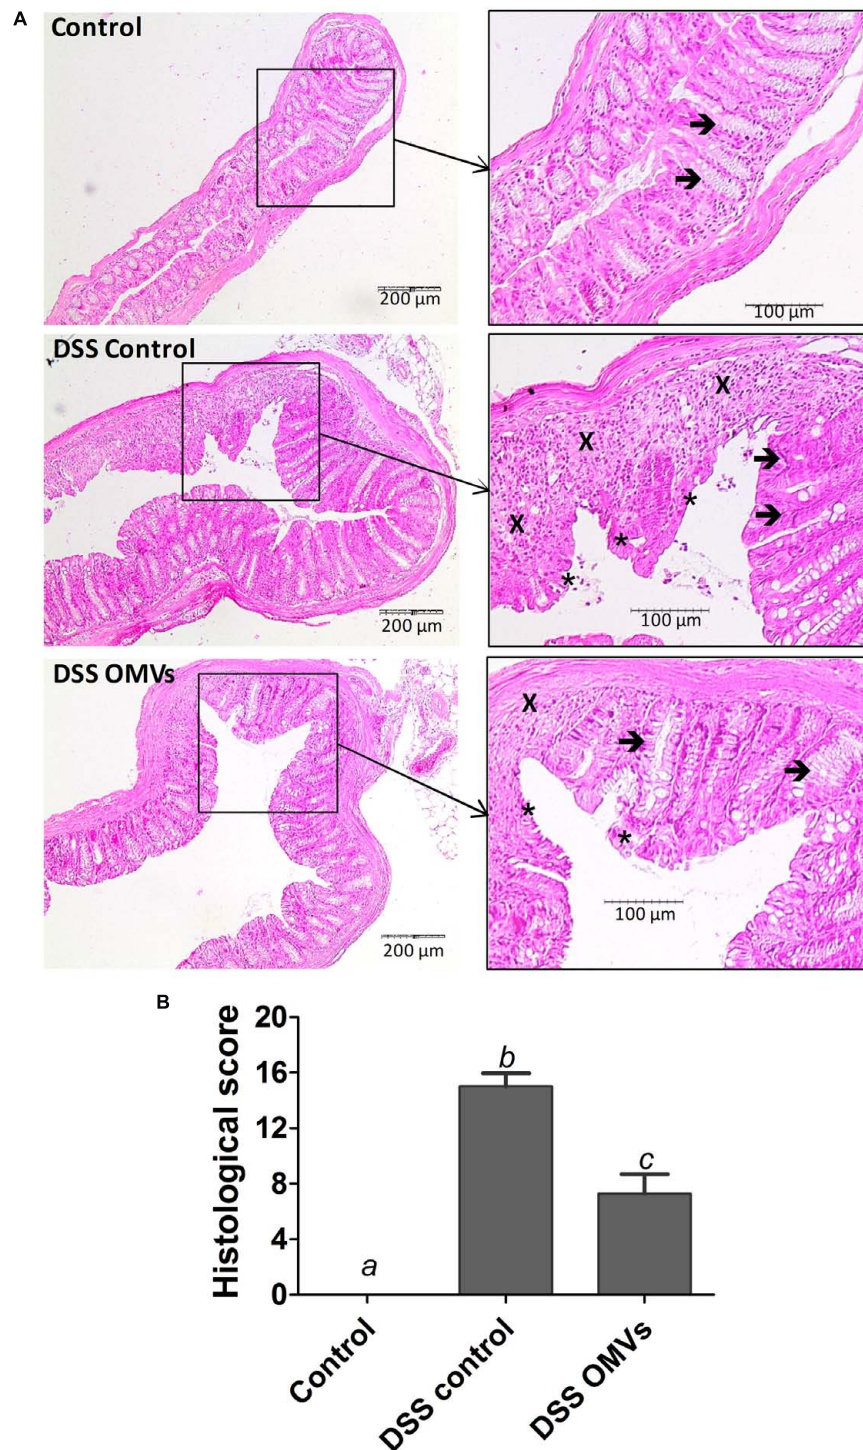 A
Control
200 µm
100 µm
DSS Control
X
X
X
*
*
*
200 µm
100 µm
DSS OMVs
X
*
*
200 µm
100 µm
B
Histological score
20
16
12
8
4
0
a
b
c
Control
DSS control
DSS OMVs